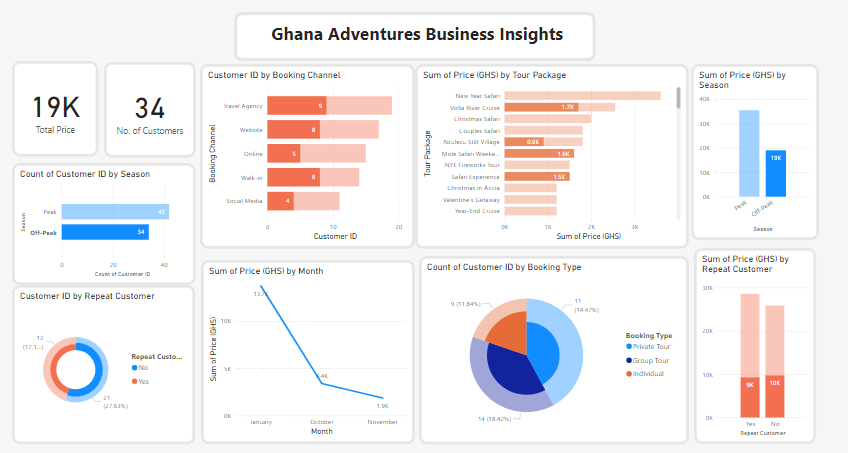 Ghana Adventures Business Insights
19K
Total Price
34
No. of Customers
Customer ID by Booking Channel
Booking Channel
Travel Agency
9
Website
8
Online
5
Walk-in
8
Social Media
4
0
10
20
Customer ID
Sum of Price (GHS) by Tour Package
Tour Package
New Year Safari
Volta River Cruise
1.7K
Christmas Safari
Couples Safari
Nzulezu Stilt Village
0.9K
Mole Safari Weeke...
1.6K
NYE Fireworks Tour
Safari Experience
1.5K
Christmas in Accra
Valentine's Getaway
Year-End Cruise
0K
1K
2K
3K
Sum of Price (GHS)
Sum of Price (GHS) by
Season
40K
30K
20K
10K
0K
19K
Peak
Off-Peak
Season
Count of Customer ID by Season
Season
Peak
42
Off-Peak
34
0
20
40
Count of Customer ID
Customer ID by Repeat Customer
13
(17.1...)
21
(27.63%)
Repeat Custo...
No
Yes
Sum of Price (GHS) by Month
Sum of Price (GHS)
10K
5K
0K
1.9K
January
October
November
Month
Count of Customer ID by Booking Type
9 (11.84%)
11
(14.47%)
14 (18.42%)
Booking Type
Private Tour
Group Tour
Individual
Sum of Price (GHS) by
Repeat Customer
30K
20K
10K
0K
9K
10K
Yes
No
Repeat Customer